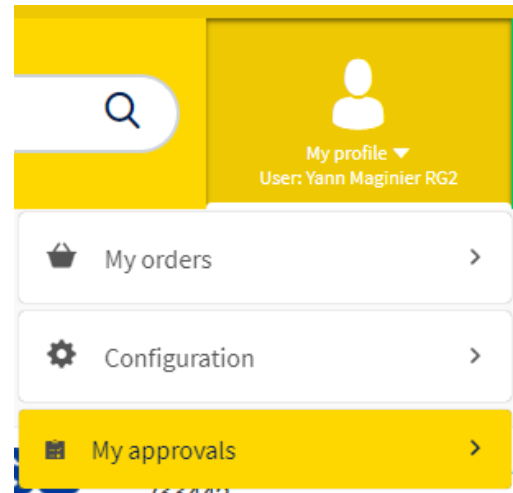 My profile
User: Yann Maginier RG2
My orders
Configuration
My approvals